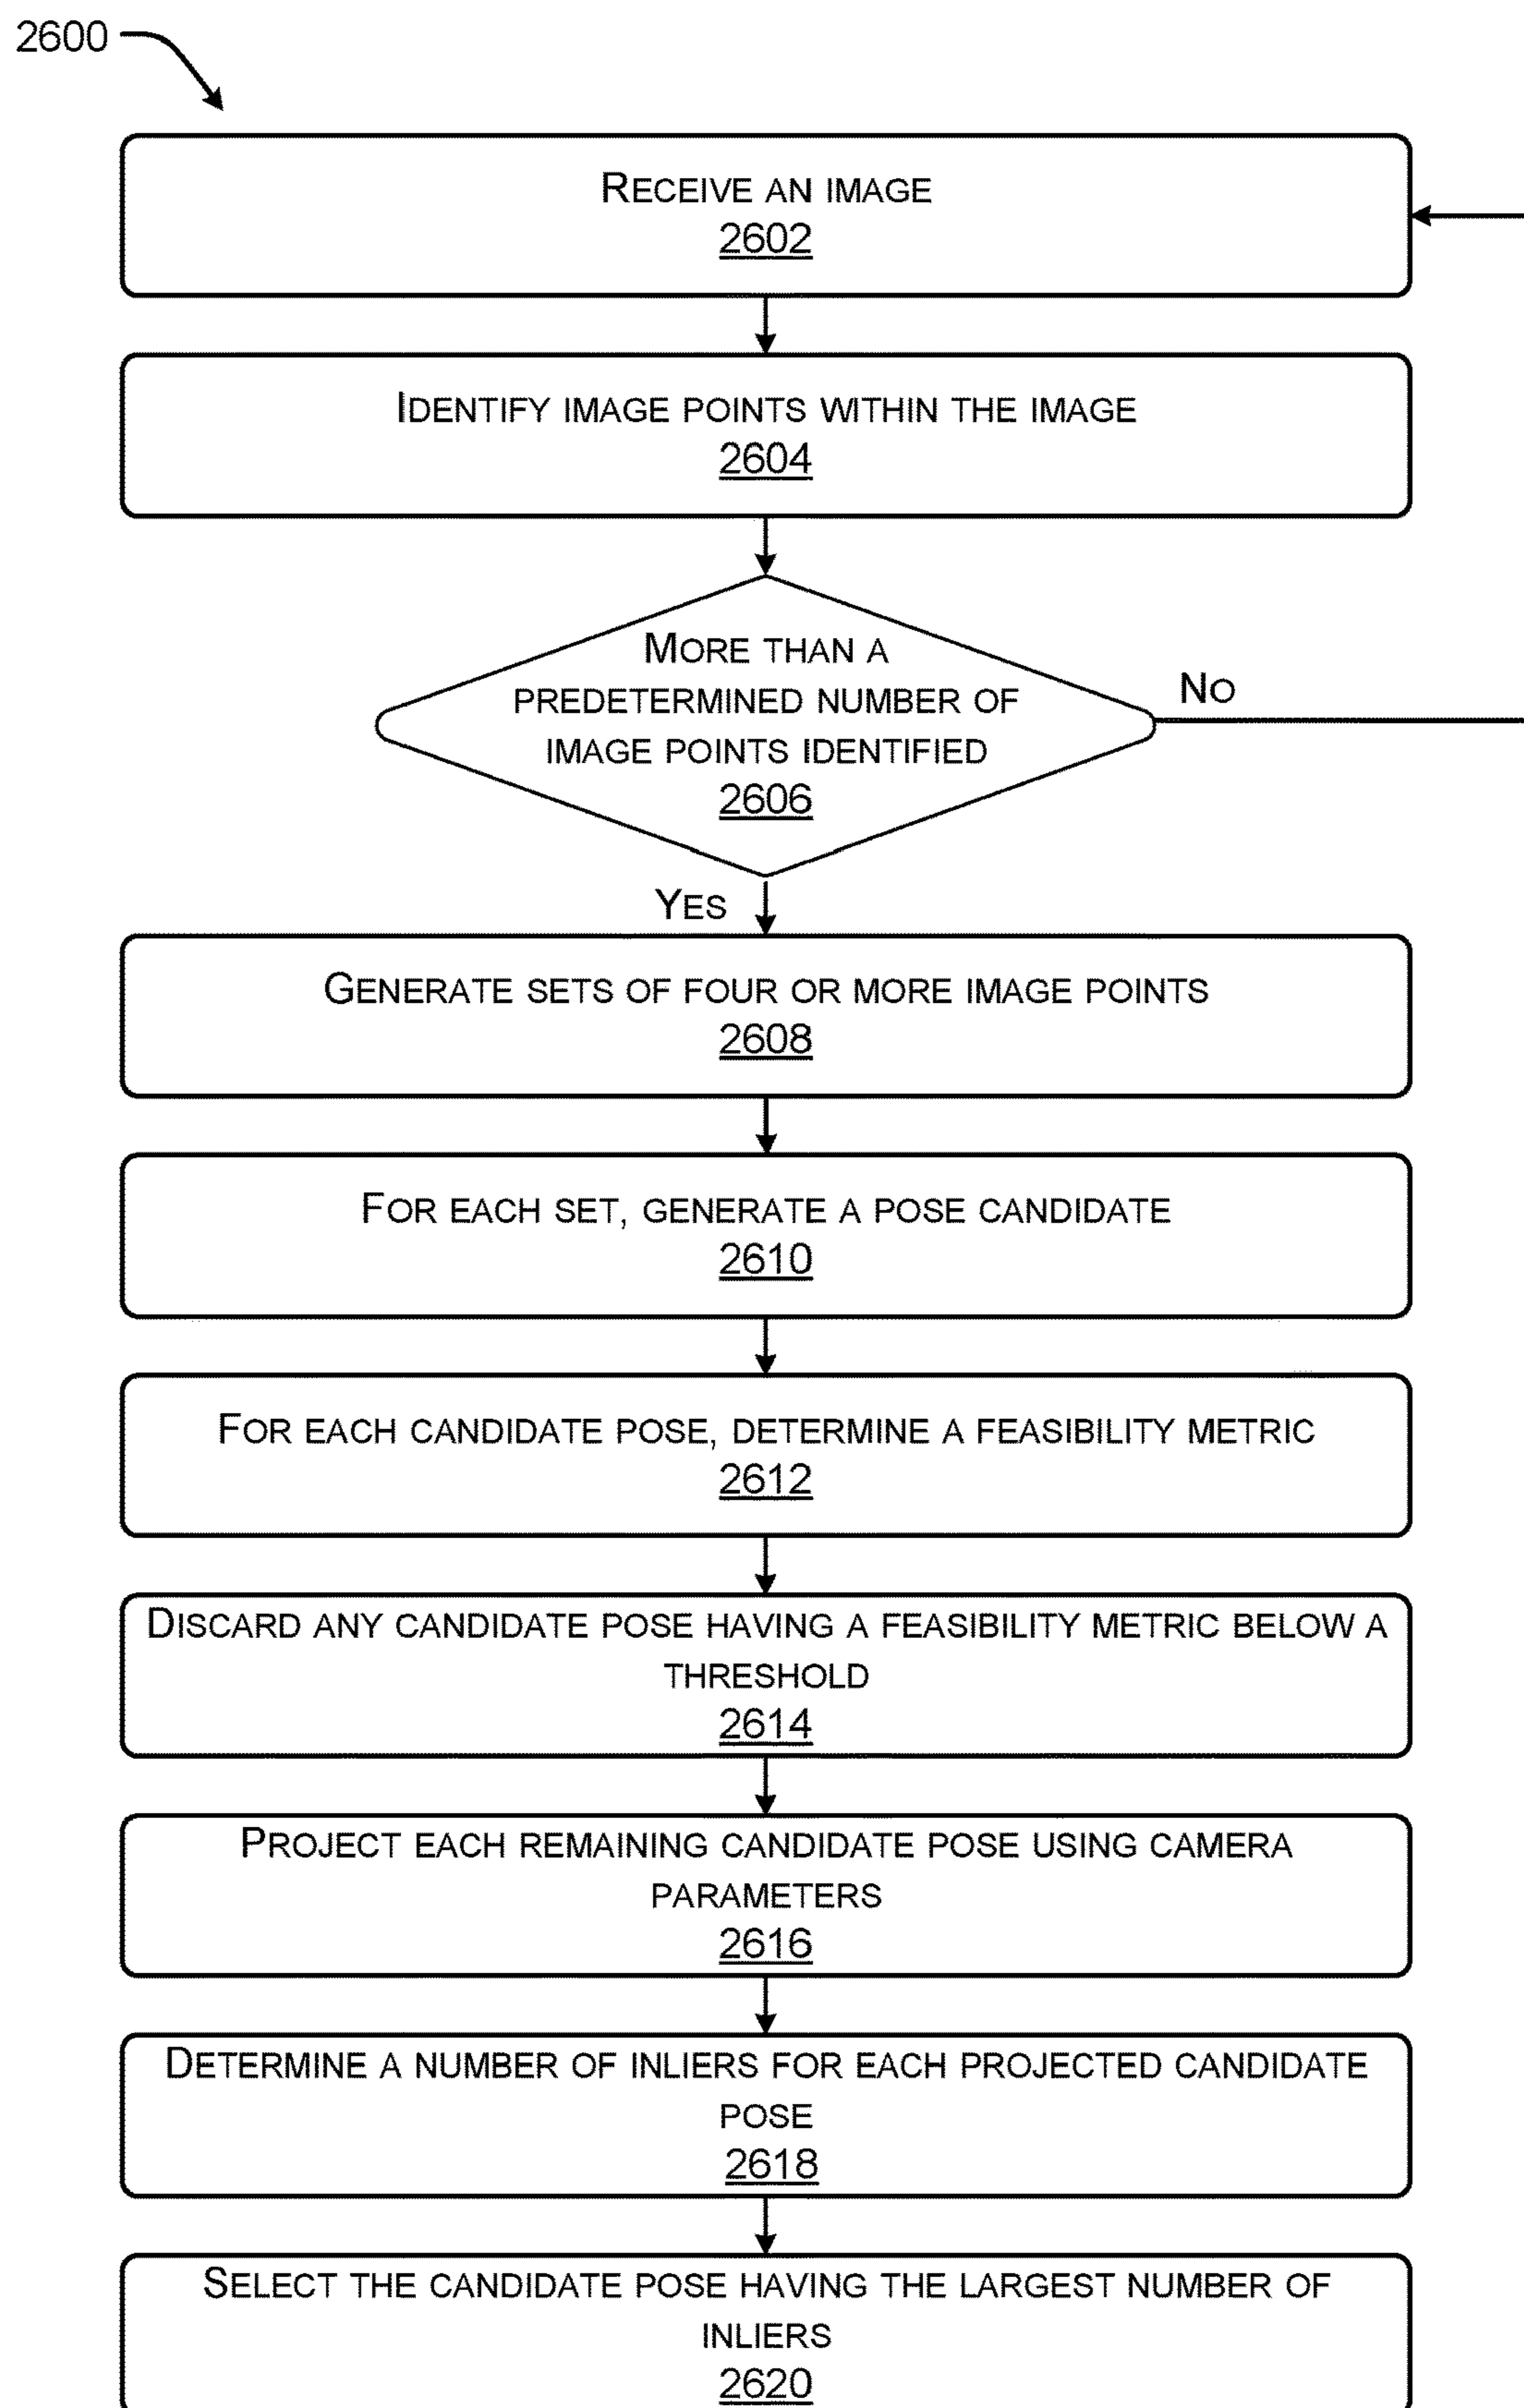 2600
RECEIVE AN IMAGE
2602
IDENTIFY IMAGE POINTS WITHIN THE IMAGE
2604
MORE THAN A
PREDETERMINED NUMBER OF
IMAGE POINTS IDENTIFIED
2606
NO
YES
GENERATE SETS OF FOUR OR MORE IMAGE POINTS
2608
FOR EACH SET, GENERATE A POSE CANDIDATE
2610
FOR EACH CANDIDATE POSE, DETERMINE A FEASIBILITY METRIC
2612
DISCARD ANY CANDIDATE POSE HAVING A FEASIBILITY METRIC BELOW A
THRESHOLD
2614
PROJECT EACH REMAINING CANDIDATE POSE USING CAMERA
PARAMETERS
2616
DETERMINE A NUMBER OF INLIERS FOR EACH PROJECTED CANDIDATE
POSE
2618
SELECT THE CANDIDATE POSE HAVING THE LARGEST NUMBER OF
INLIERS
2620